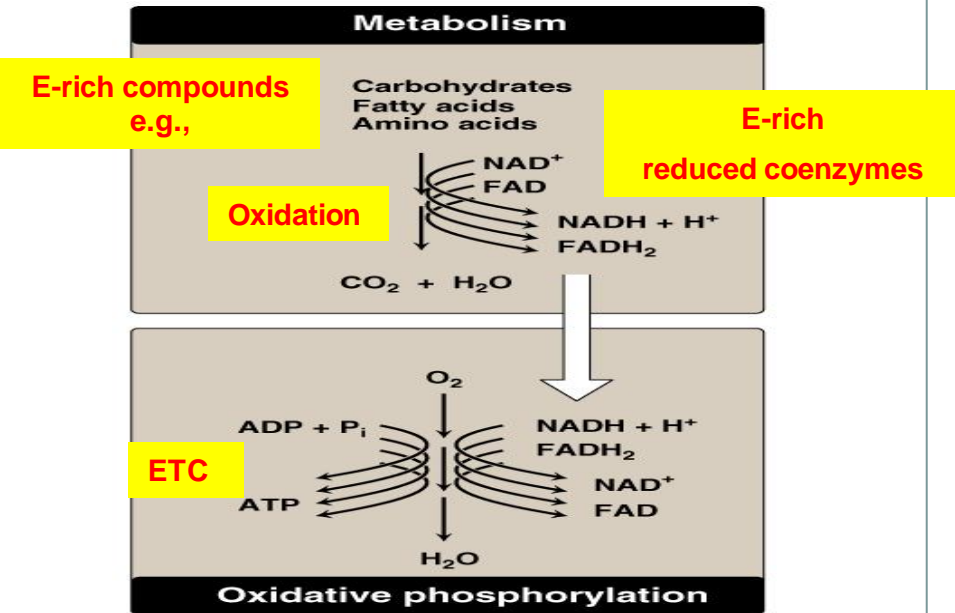 Metabolism
E-rich compounds
e.g.,
Carbohydrates
Fatty acids
Amino acids
E-rich
reduced coenzymes
NAD⁺
FAD
Oxidation
NADH + H⁺
FADH₂
CO₂ + H₂O
O₂
ADP + Pᵢ
NADH + H⁺
FADH₂
ETC
NAD⁺
ATP
FAD
H₂O
Oxidative phosphorylation